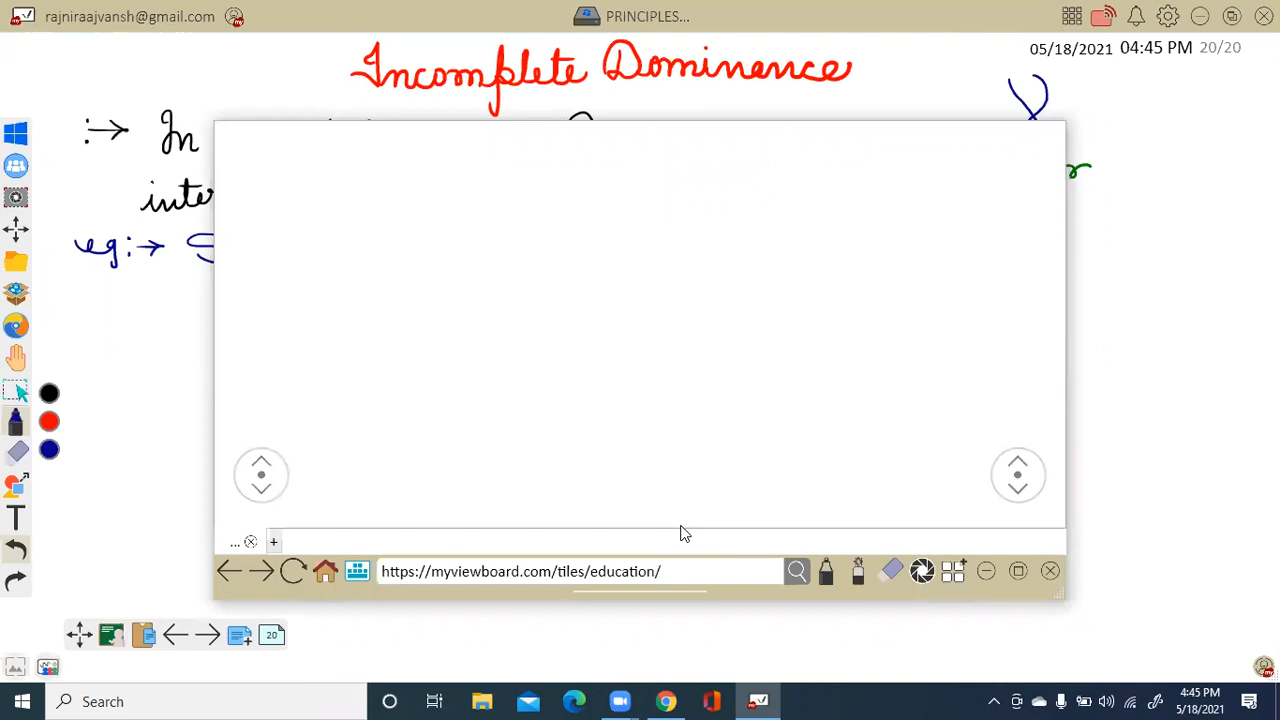 rajniraajvansh@gmail.com
PRINCIPLES...
05/18/2021 04:45 PM 20/20
Incomplete Dominance
:→ In
inter
eg:→ S
r
... 
+
https://myviewboard.com/tiles/education/
20
Search
4:45 PM
5/18/2021